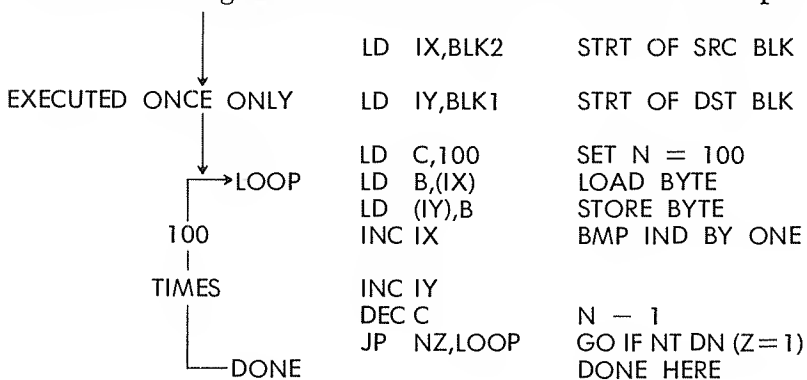 LD IX,BLK2 STRT OF SRC BLK
EXECUTED ONCE ONLY LD IY,BLK1 STRT OF DST BLK
LD C,100 SET N = 100
LOOP LD B,(IX) LOAD BYTE
LD (IY),B STORE BYTE
100 INC IX BMP IND BY ONE
TIMES INC IY
DEC C N – 1
JP NZ,LOOP GO IF NT DN (Z=1)
DONE DONE HERE